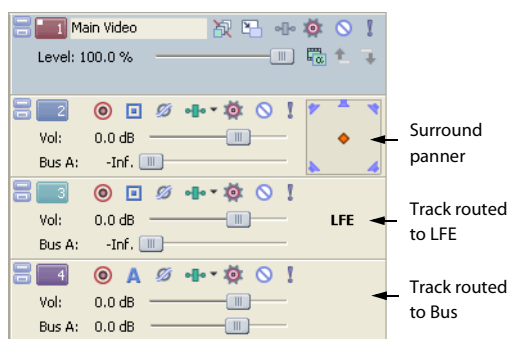 1 Main Video
Level: 100.0 %
α
2
Vol: 0.0 dB
Bus A: -Inf.
Surround
panner
3
Vol: 0.0 dB
Bus A: -Inf.
LFE
Track routed
to LFE
4
A
Vol: 0.0 dB
Bus A: 0.0 dB
Track routed
to Bus